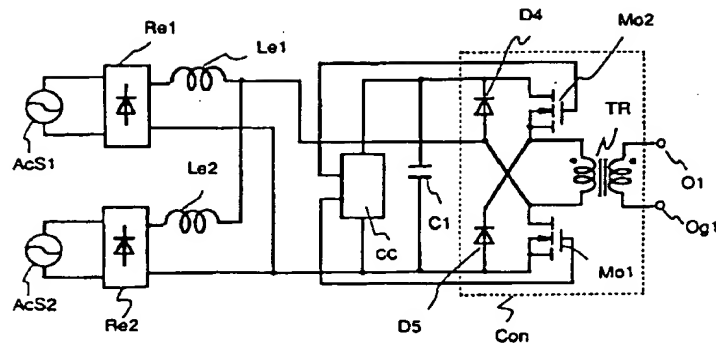 Re1
Le1
D4
Mo2
TR
AcS1
O1
Le2
CC
C1
Og1
AcS2
Mo1
Re2
D5
Con